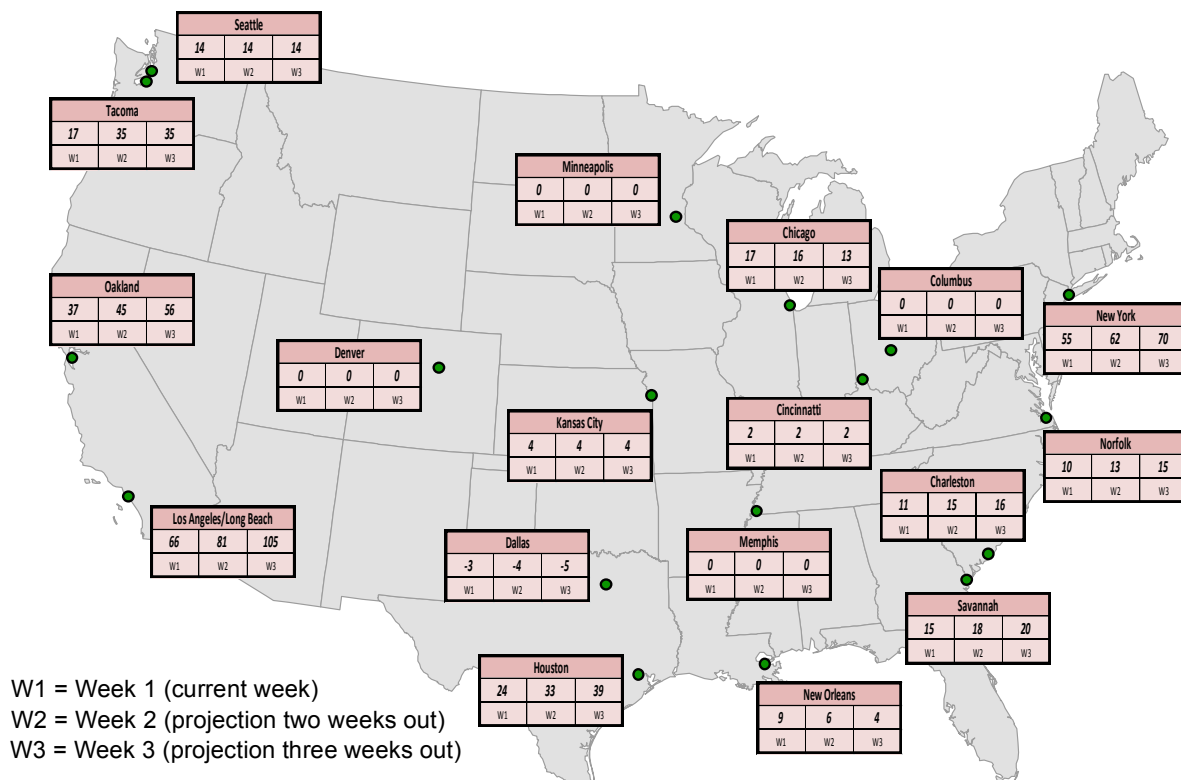 Seattle
14 14 14
W1 W2 W3
Tacoma
17 35 35
W1 W2 W3
Minneapolis
0 0 0
W1 W2 W3
Chicago
17 16 13
W1 W2 W3
Columbus
0 0 0
W1 W2 W3
Oakland
37 45 56
W1 W2 W3
New York
55 62 70
W1 W2 W3
Denver
0 0 0
W1 W2 W3
Kansas City
4 4 4
W1 W2 W3
Cincinnatti
2 2 2
W1 W2 W3
Norfolk
10 13 15
W1 W2 W3
Charleston
11 15 16
W1 W2 W3
Los Angeles/Long Beach
66 81 105
W1 W2 W3
Dallas
-3 -4 -5
W1 W2 W3
Memphis
0 0 0
W1 W2 W3
Savannah
15 18 20
W1 W2 W3
Houston
24 33 39
W1 W2 W3
New Orleans
9 6 4
W1 W2 W3
W1 = Week 1 (current week)
W2 = Week 2 (projection two weeks out)
W3 = Week 3 (projection three weeks out)